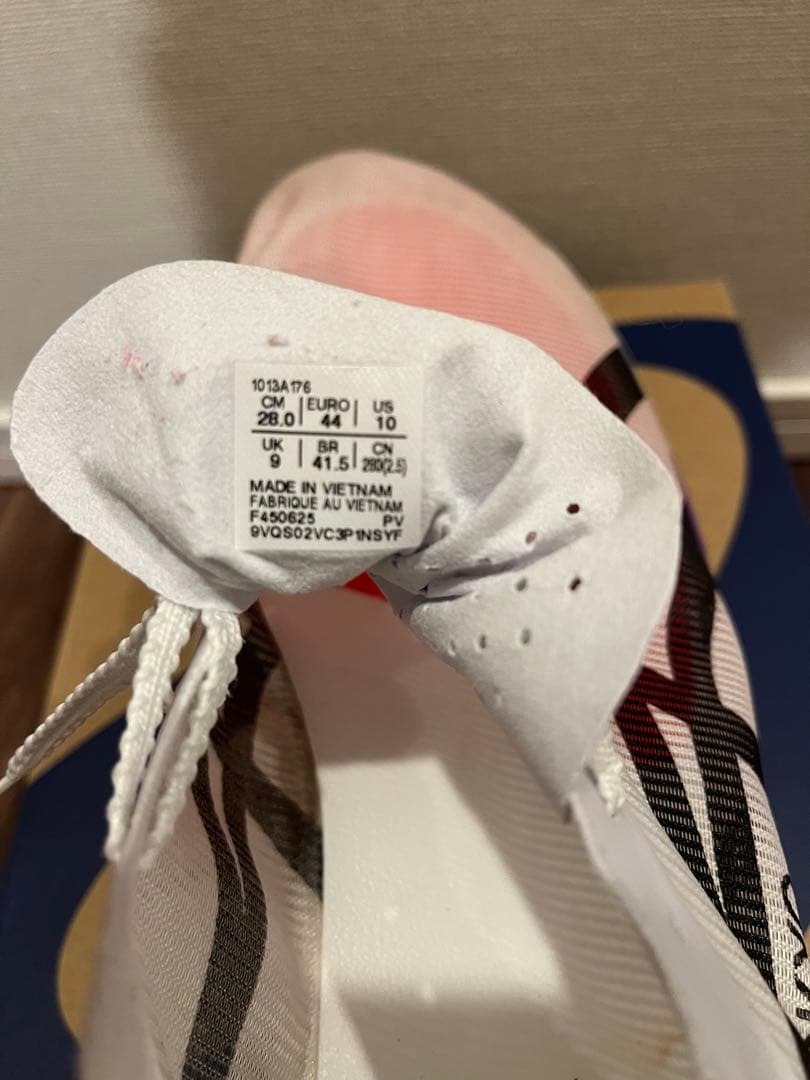 1013A176
CM | EURO | US
28.0 | 44 | 10
UK | BR | CN
9 | 41.5 | 280(2.5)
MADE IN VIETNAM
FABRIQUE AU VIETNAM
F450625 PV
9VQS02VC3P1NSYF